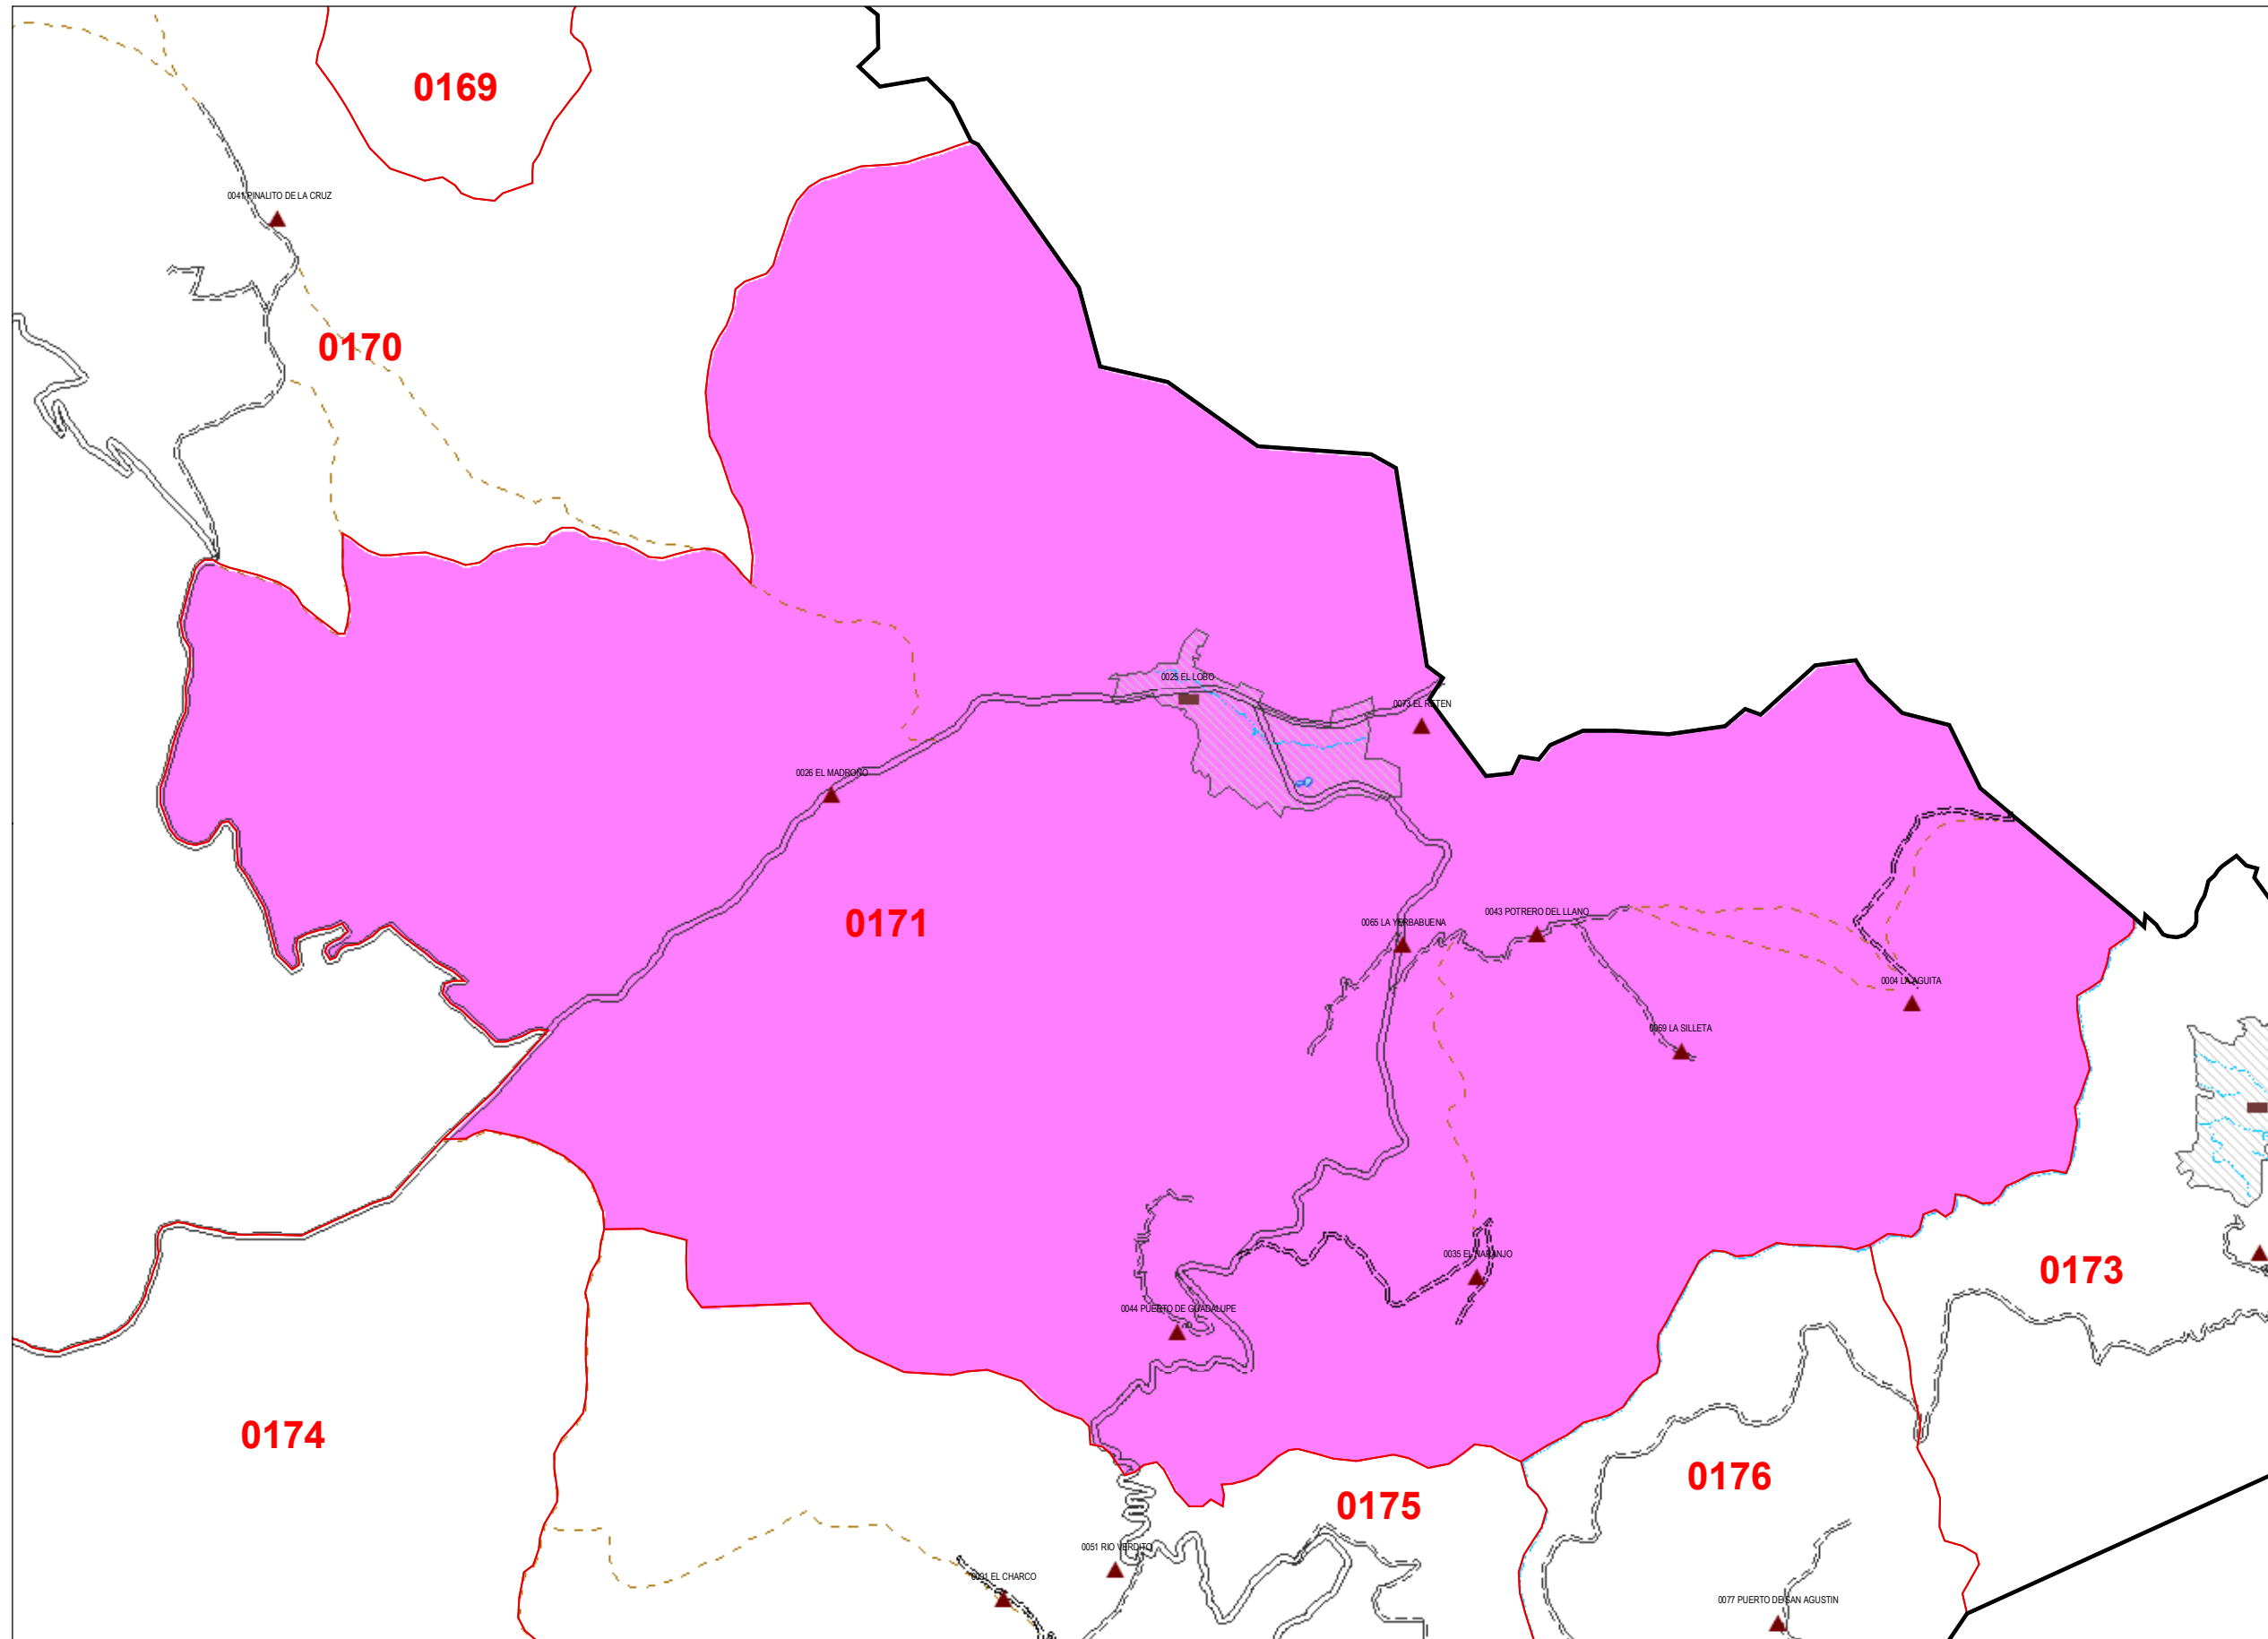 0169
0041 PINALITO DE LA CRUZ
0170
0025 EL LOBO
0073 EL RETEN
0026 EL MADROÑO
0171
0065 LA YERBABUENA
0043 POTRERO DEL LLANO
0004 LA AGUITA
0069 LA SILLETA
0035 EL NARANJO
0173
0044 PUERTO DE GUADALUPE
0174
0176
0175
0051 RIO VERDITO
0031 EL CHARCO
0077 PUERTO DE SAN AGUSTIN